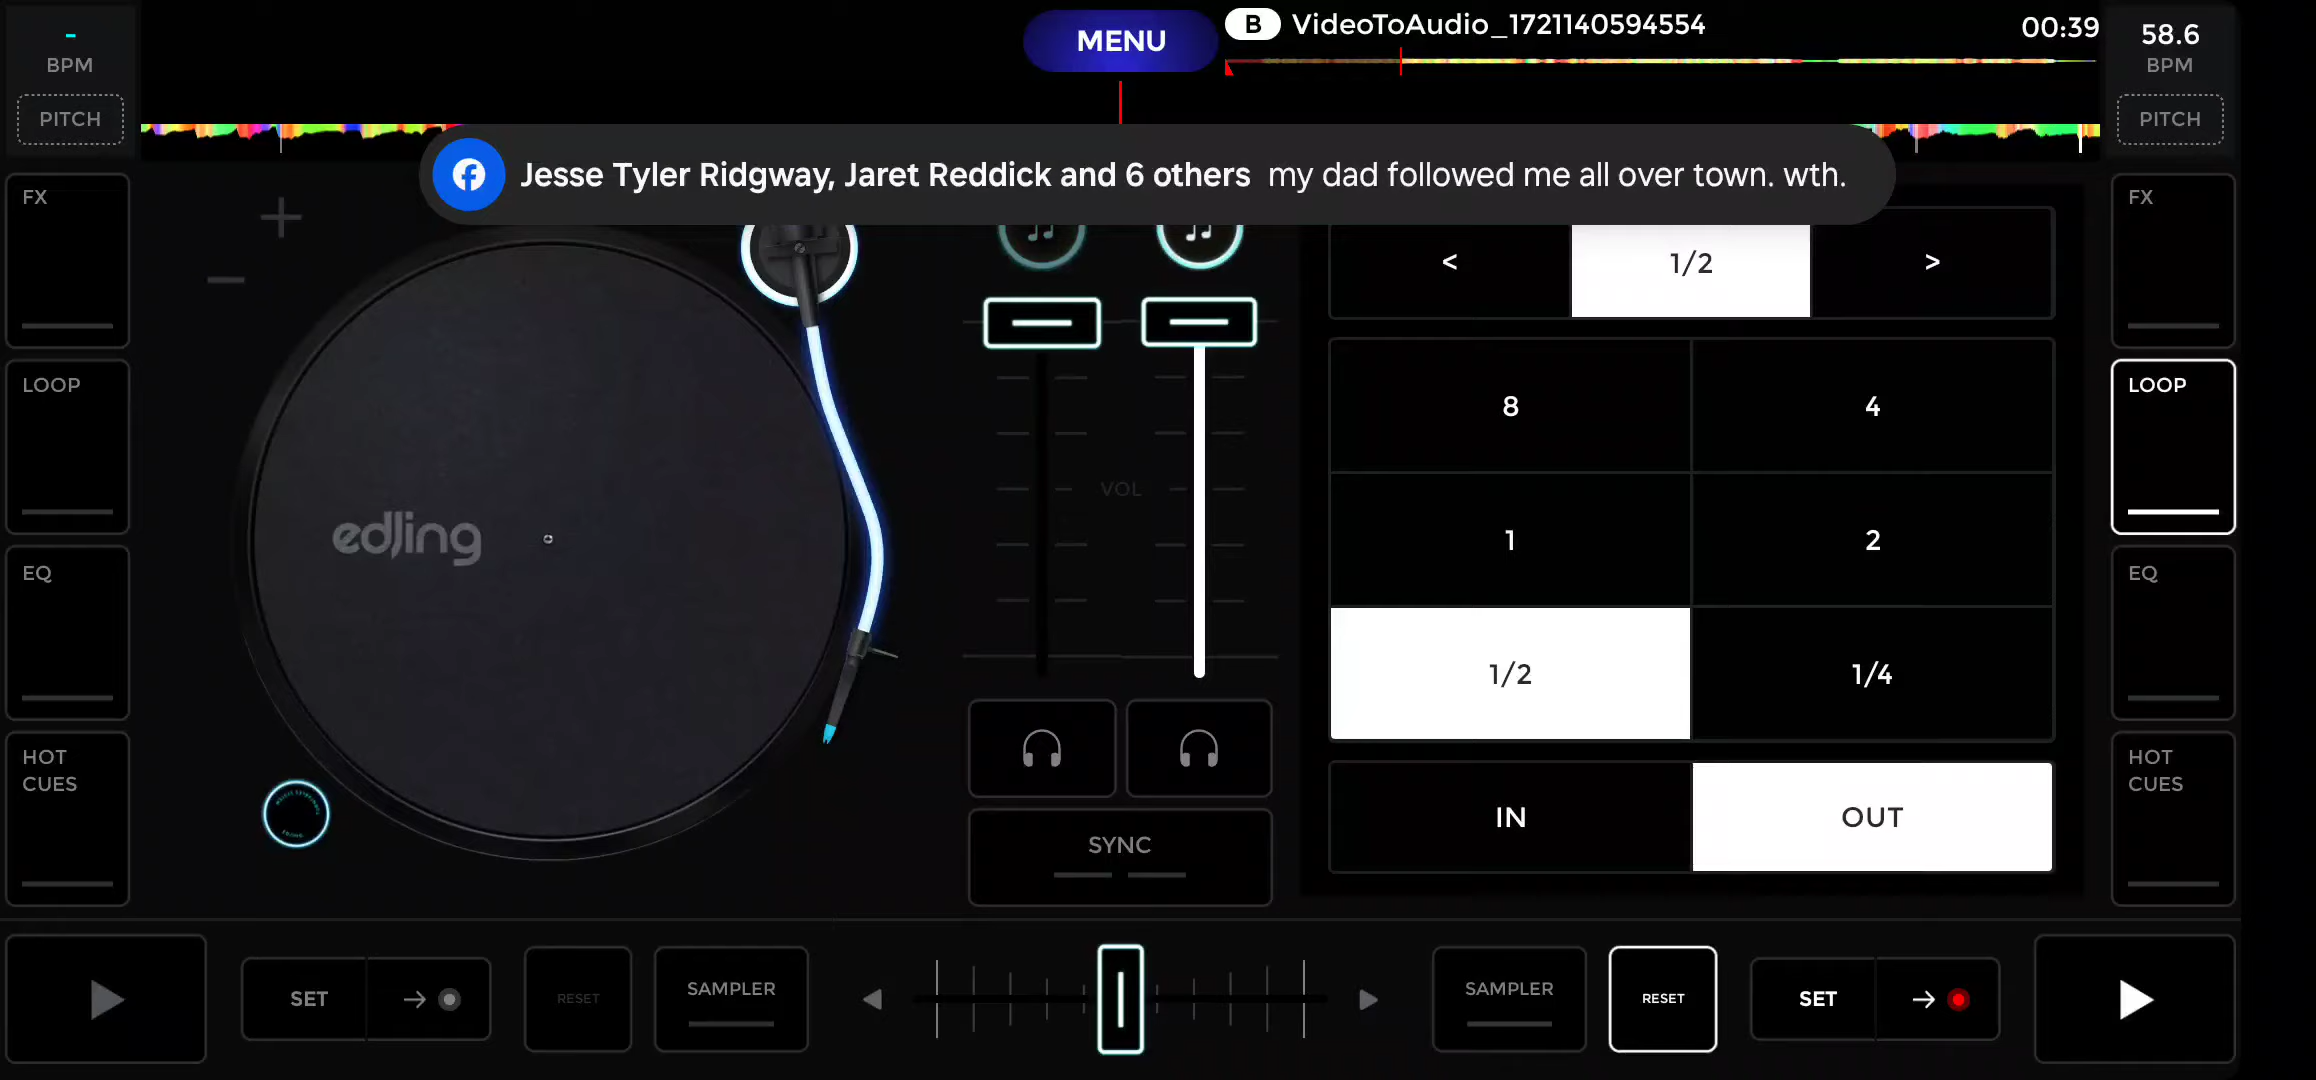 -
BPM
PITCH
MENU
B VideoToAudio_1721140594554 00:39
58.6
BPM
PITCH
Jesse Tyler Ridgway, Jaret Reddick and 6 others my dad followed me all over town. wth.
FX
LOOP
EQ
HOT
CUES
edjing
VOL
SYNC
< 1/2 >
8 4
1 2
1/2 1/4
IN OUT
FX
LOOP
EQ
HOT
CUES
SET
RESET
SAMPLER
SAMPLER
RESET
SET